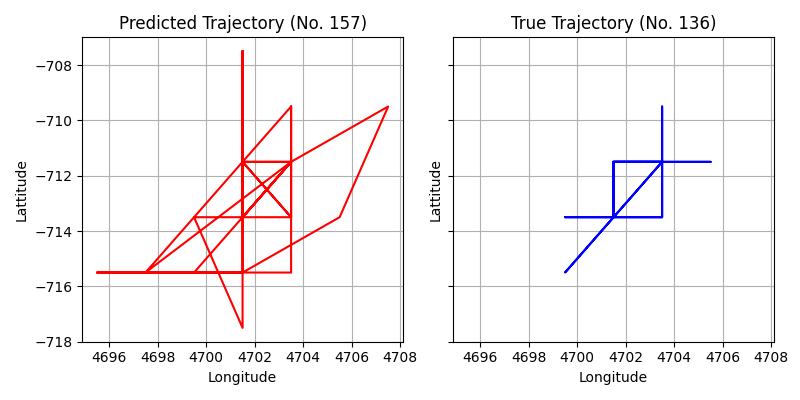 Predicted Trajectory (No. 157)
True Trajectory (No. 136)
−708
−710
−712
−714
−716
−718
Lattitude
Lattitude
4696 4698 4700 4702 4704 4706 4708
4696 4698 4700 4702 4704 4706 4708
Longitude
Longitude